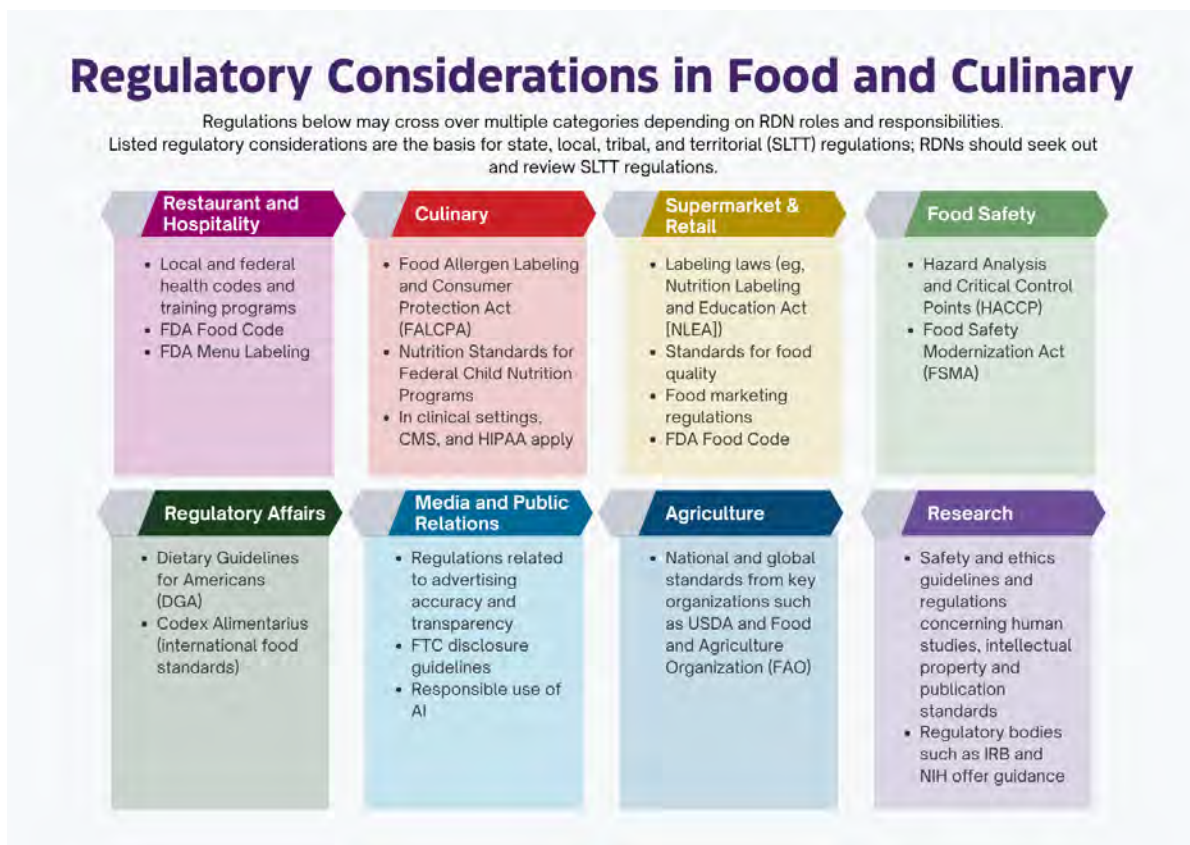 Regulatory Considerations in Food and Culinary
Regulations below may cross over multiple categories depending on RDN roles and responsibilities.
Listed regulatory considerations are the basis for state, local, tribal, and territorial (SLTT) regulations; RDNs should seek out
and review SLTT regulations.
Restaurant and
Hospitality
• Local and federal
health codes and
training programs
• FDA Food Code
• FDA Menu Labeling
Culinary
• Food Allergen Labeling
and Consumer
Protection Act
(FALCPA)
• Nutrition Standards for
Federal Child Nutrition
Programs
• In clinical settings,
CMS, and HIPAA apply
Supermarket &
Retail
• Labeling laws (eg,
Nutrition Labeling
and Education Act
[NLEA])
• Standards for food
quality
• Food marketing
regulations
• FDA Food Code
Food Safety
• Hazard Analysis
and Critical Control
Points (HACCP)
• Food Safety
Modernization Act
(FSMA)
Regulatory Affairs
• Dietary Guidelines
for Americans
(DGA)
• Codex Alimentarius
(international food
standards)
Media and Public
Relations
• Regulations related
to advertising
accuracy and
transparency
• FTC disclosure
guidelines
• Responsible use of
AI
Agriculture
• National and global
standards from key
organizations such
as USDA and Food
and Agriculture
Organization (FAO)
Research
• Safety and ethics
guidelines and
regulations
concerning human
studies, intellectual
property and
publication
standards
• Regulatory bodies
such as IRB and
NIH offer guidance